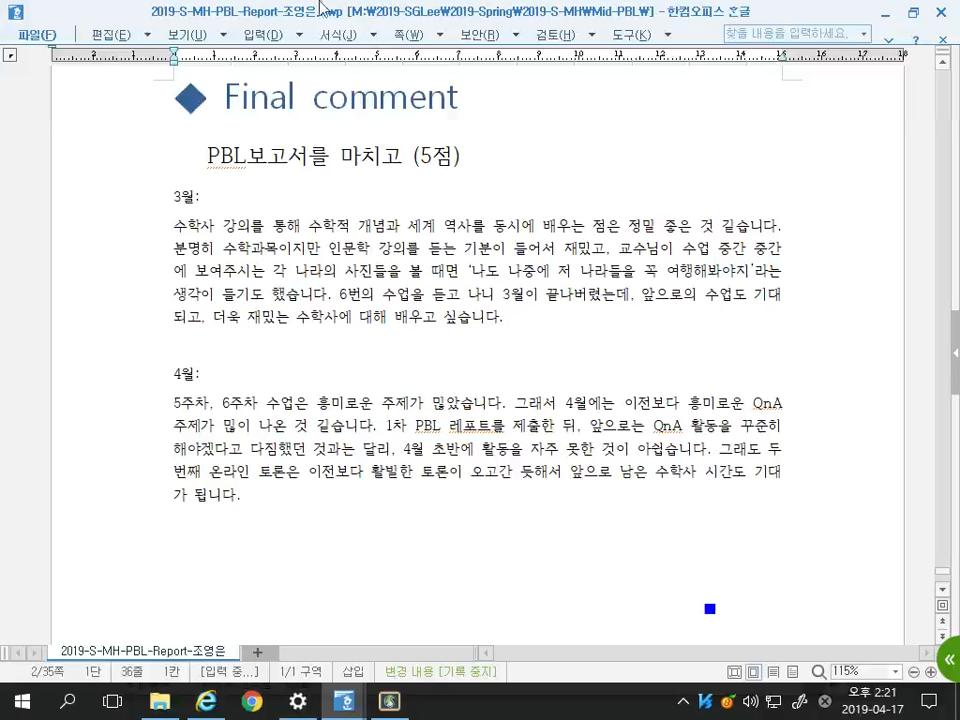 2019-S-MH-PBL-Report-조영은.hwp [M:\2019-SGLee\2019-Spring\2019-S-MH\Mid-PBL\] - 한컴오피스 흔글
파일(F) 편집(E) 보기(U) 입력(D) 서식(J) 쪽(W) 보안(R) 검토(H) 도구(K) 찾을 내용을 입력하세요.
2 1 1 2 3 4 5 6 7 8 9 10 11 12 13 14 15 16 17 18
Final comment
PBL보고서를 마치고 (5점)
3월:
수학사 강의를 통해 수학적 개념과 세계 역사를 동시에 배우는 점은 정말 좋은 것 같습니다.
분명히 수학과목이지만 인문학 강의를 듣는 기분이 들어서 재밌고, 교수님이 수업 중간 중간
에 보여주시는 각 나라의 사진들을 볼 때면 '나도 나중에 저 나라들을 꼭 여행해봐야지'라는
생각이 들기도 했습니다. 6번의 수업을 듣고 나니 3월이 끝나버렸는데, 앞으로의 수업도 기대
되고, 더욱 재밌는 수학사에 대해 배우고 싶습니다.
4월:
5주차, 6주차 수업은 흥미로운 주제가 많았습니다. 그래서 4월에는 이전보다 흥미로운 QnA
주제가 많이 나온 것 같습니다. 1차 PBL 레포트를 제출한 뒤, 앞으로는 QnA 활동을 꾸준히
해야겠다고 다짐했던 것과는 달리, 4월 초반에 활동을 자주 못한 것이 아쉽습니다. 그래도 두
번째 온라인 토론은 이전보다 활발한 토론이 오고간 듯해서 앞으로 남은 수학사 시간도 기대
가 됩니다.
2019-S-MH-PBL-Report-조영은
2/35쪽 1단 36줄 1칸 [입력 중...] 1/1 구역 삽입 변경 내용 [기록 중지] 115%
오후 2:21
2019-04-17